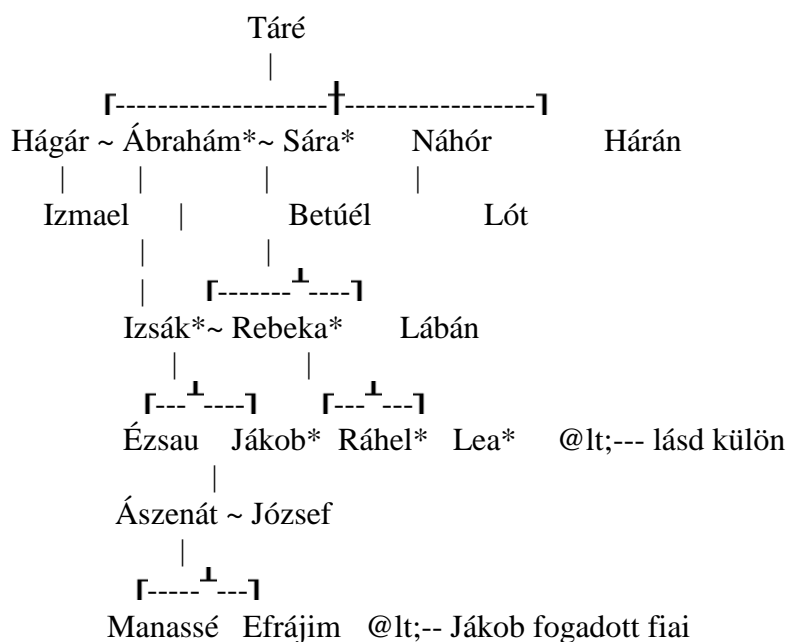 Táré
|
┎--------------------╂------------------┒
Hágár ~ Ábrahám*~ Sára* Náhór Hárán
| | | |
Izmael | Betúél Lót
| |
| ┎-------┸----┒
Izsák*~ Rebeka* Lábán
| |
┎---┸----┒ ┎---┸---┒
Ézsau Jákob* Ráhel* Lea* @lt;--- lásd külön
|
Ászenát ~ József
|
┎-----┸---┒
Manassé Efrájim @lt;-- Jákob fogadott fiai